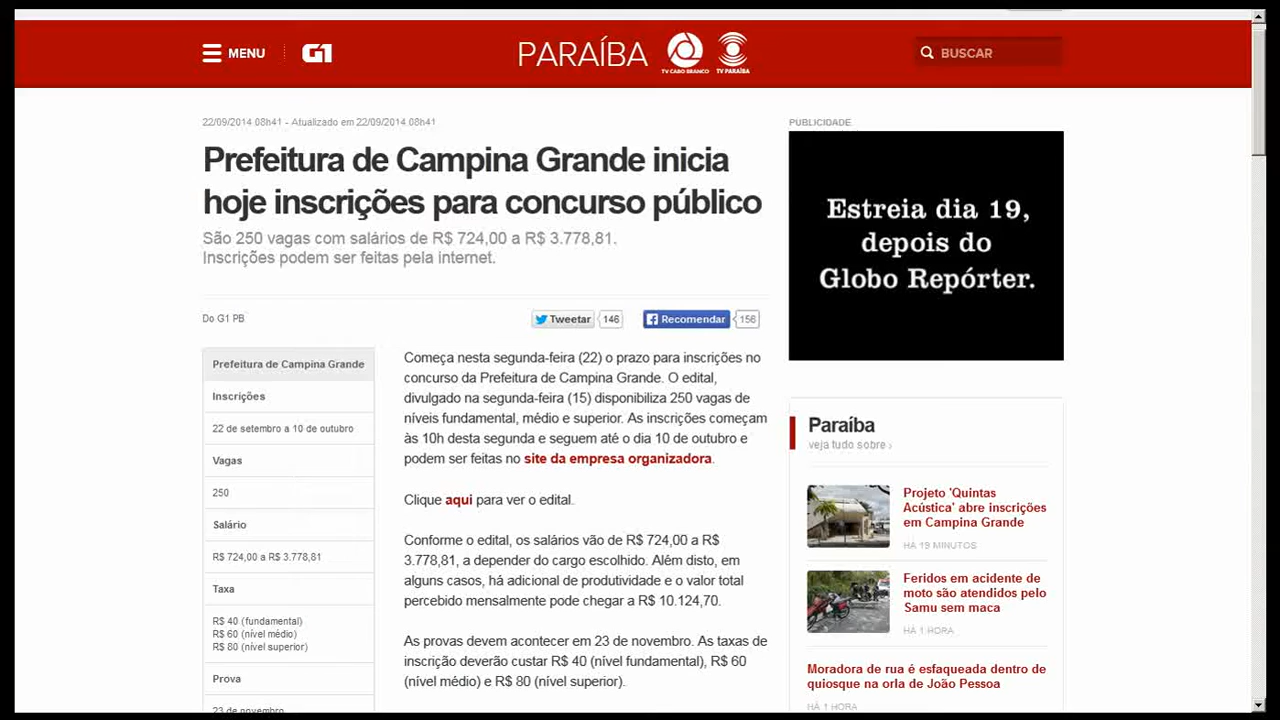 MENU
G1
PARAÍBA
TV CABO BRANCO
TV PARAÍBA
BUSCAR
22/09/2014 08h41 - Atualizado em 22/09/2014 08h41
Prefeitura de Campina Grande inicia
hoje inscrições para concurso público
São 250 vagas com salários de R$ 724,00 a R$ 3.778,81.
Inscrições podem ser feitas pela internet.
Do G1 PB
Tweetar
146
Recomendar
156
Prefeitura de Campina Grande
Inscrições
22 de setembro a 10 de outubro
Vagas
250
Salário
R$ 724,00 a R$ 3.778,81
Taxa
R$ 40 (fundamental)
R$ 60 (nível médio)
R$ 80 (nível superior)
Prova
23 de novembro
Começa nesta segunda-feira (22) o prazo para inscrições no
concurso da Prefeitura de Campina Grande. O edital,
divulgado na segunda-feira (15) disponibiliza 250 vagas de
níveis fundamental, médio e superior. As inscrições começam
às 10h desta segunda e seguem até o dia 10 de outubro e
podem ser feitas no site da empresa organizadora.
Clique aqui para ver o edital.
Conforme o edital, os salários vão de R$ 724,00 a R$
3.778,81, a depender do cargo escolhido. Além disto, em
alguns casos, há adicional de produtividade e o valor total
percebido mensalmente pode chegar a R$ 10.124,70.
As provas devem acontecer em 23 de novembro. As taxas de
inscrição deverão custar R$ 40 (nível fundamental), R$ 60
(nível médio) e R$ 80 (nível superior).
PUBLICIDADE
Estreia dia 19,
depois do
Globo Repórter.
Paraíba
veja tudo sobre ›
Projeto 'Quintas
Acústica' abre inscrições
em Campina Grande
HÁ 19 MINUTOS
Feridos em acidente de
moto são atendidos pelo
Samu sem maca
HÁ 1 HORA
Moradora de rua é esfaqueada dentro de
quiosque na orla de João Pessoa
HÁ 1 HORA